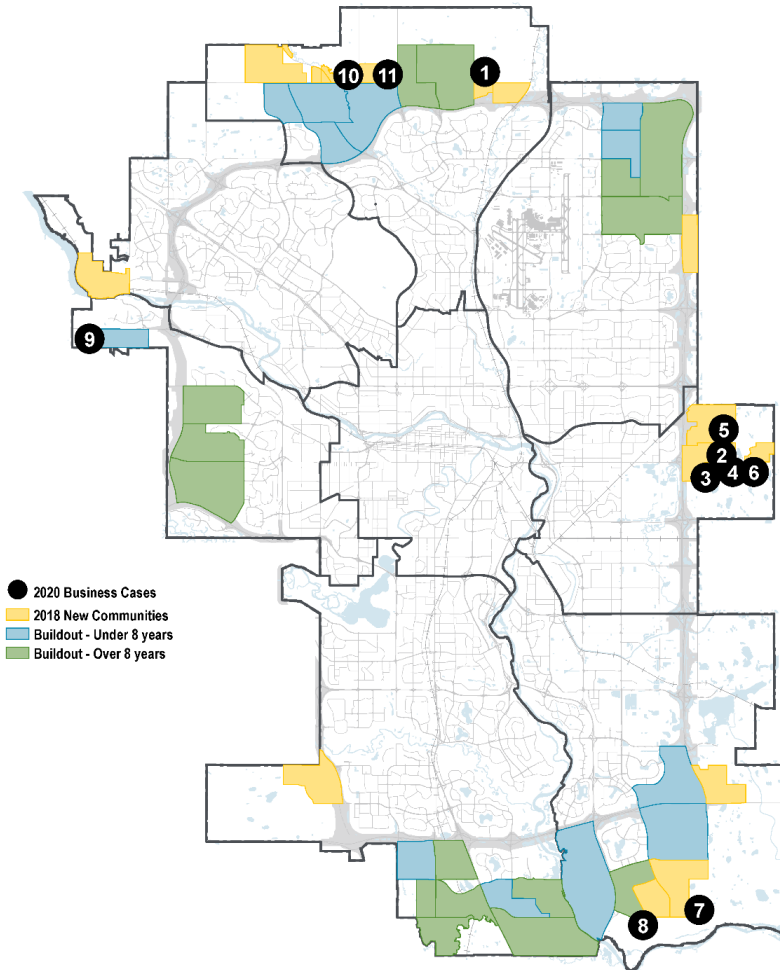 10
11
1
9
5
2
3
4
6
2020 Business Cases
2018 New Communities
Buildout - Under 8 years
Buildout - Over 8 years
7
8